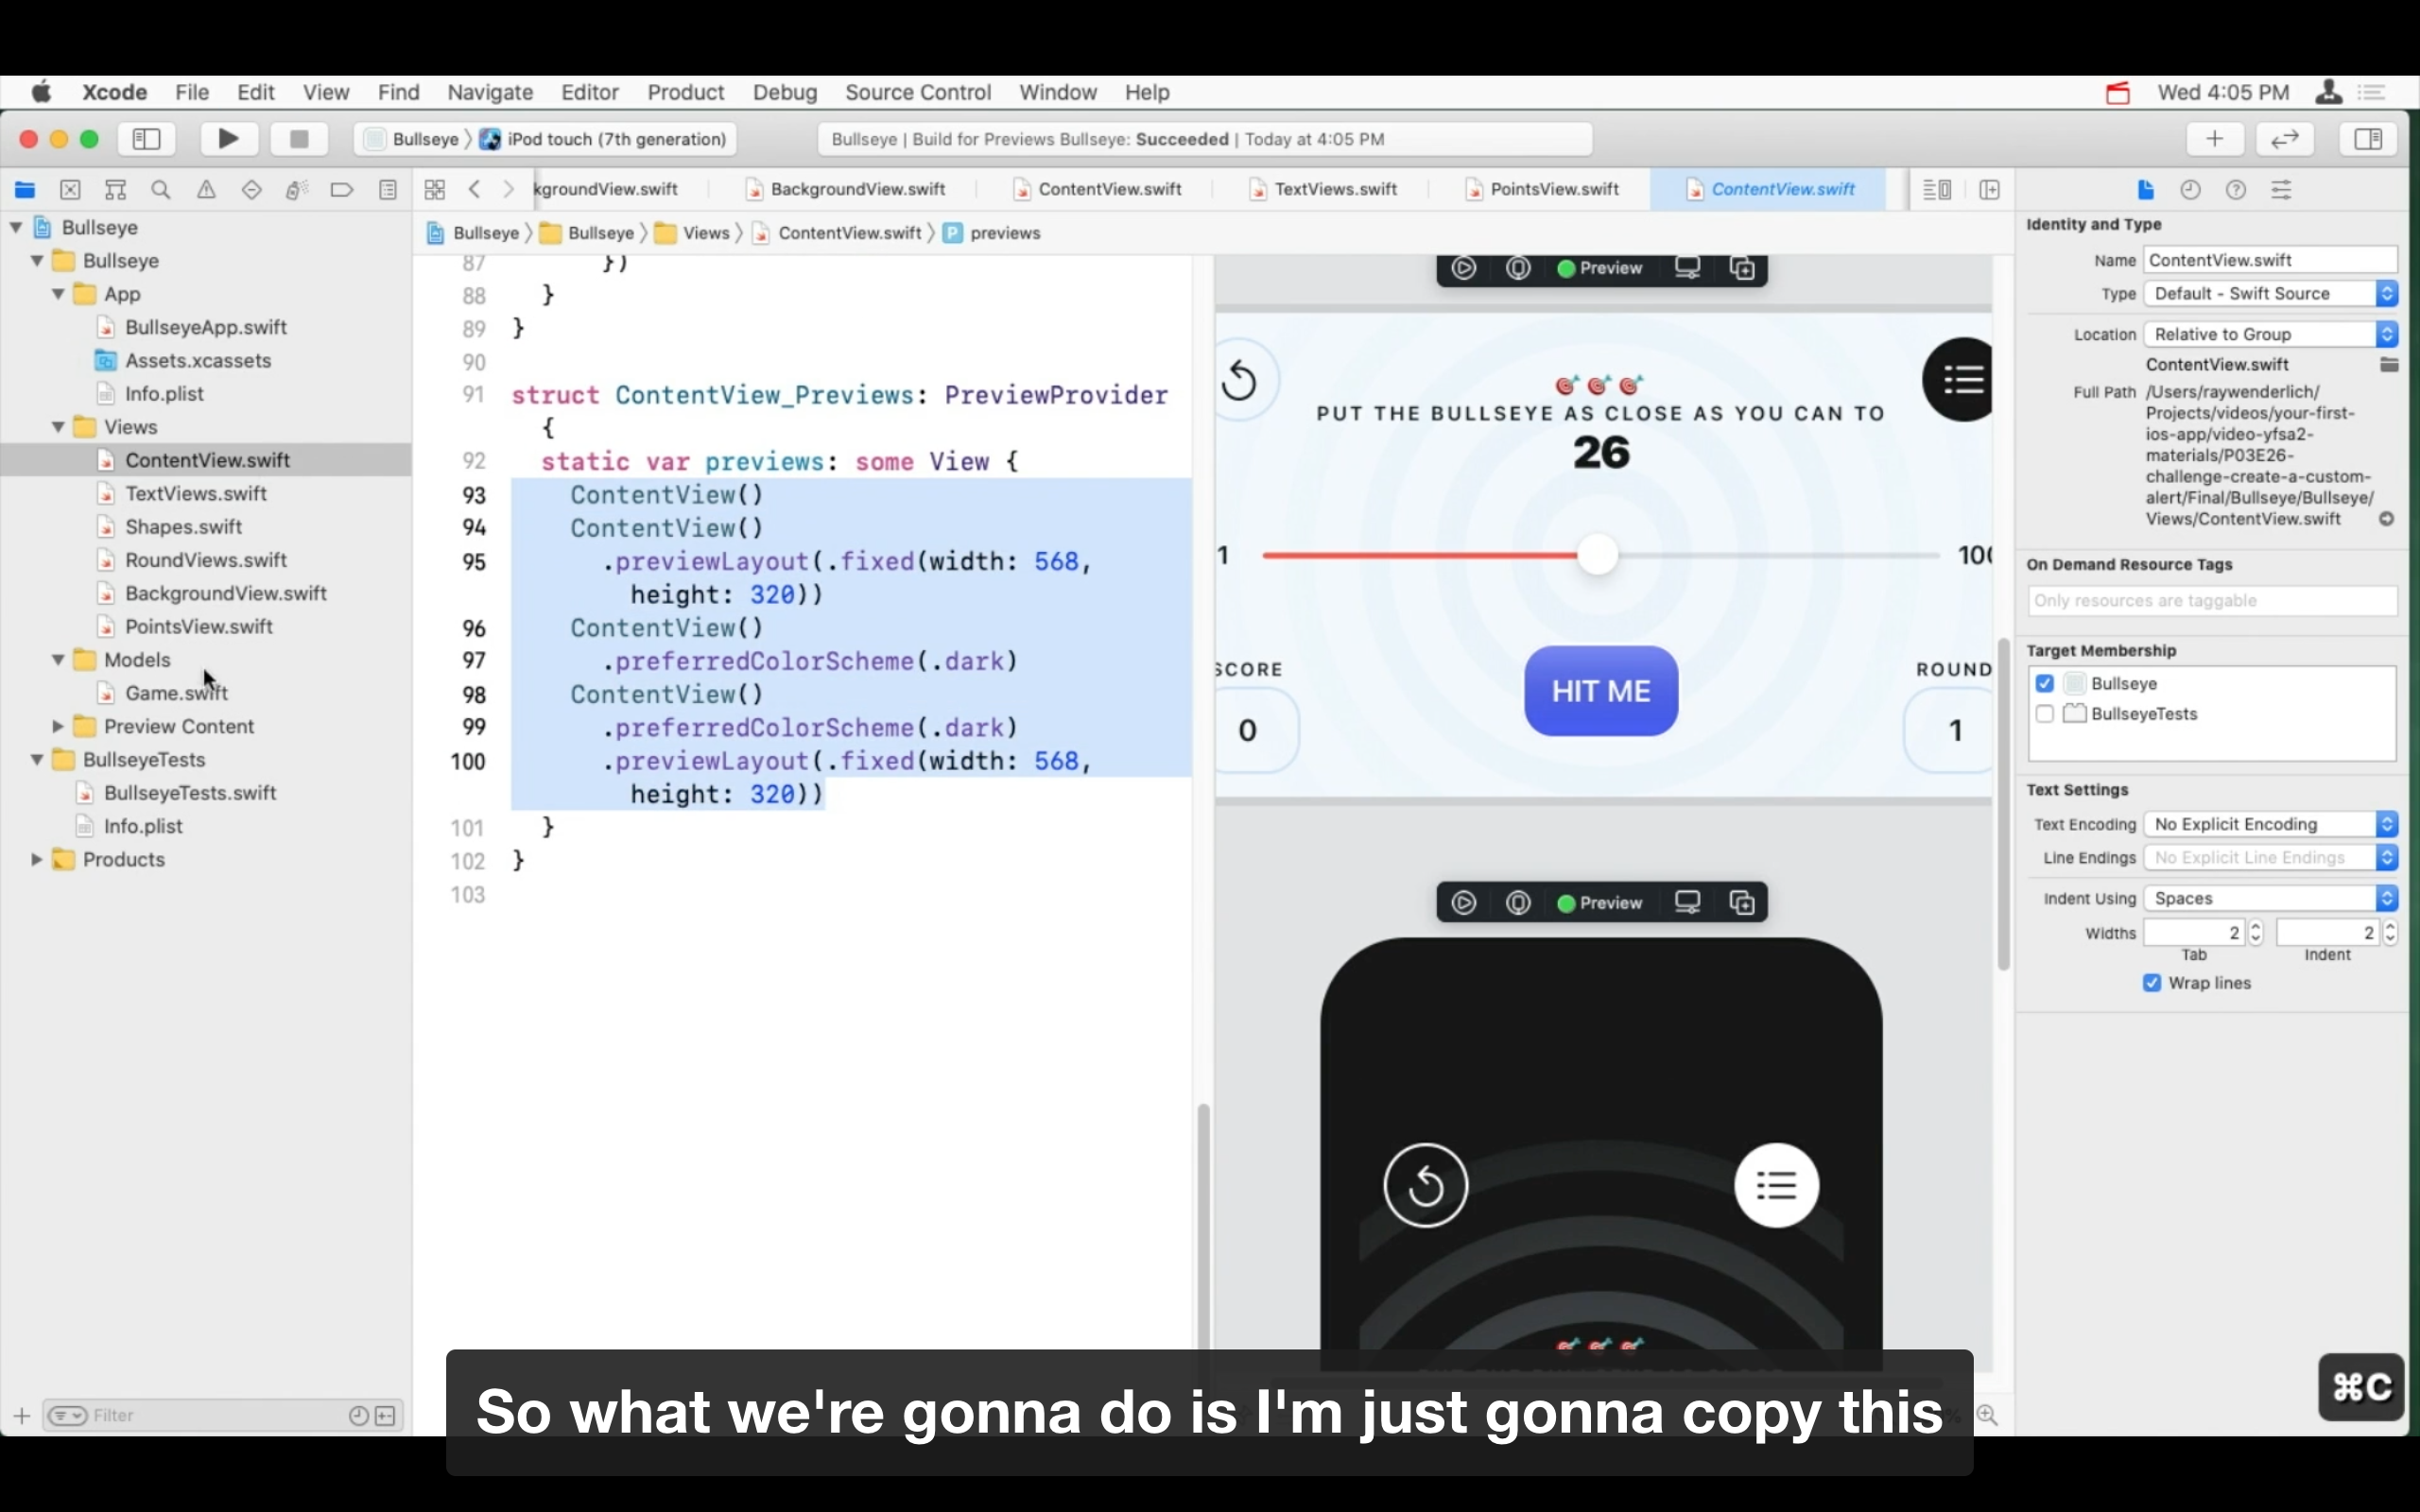 Xcode File Edit View Find Navigate Editor Product Debug Source Control Window Help Wed 4:05 PM
Bullseye 〉 iPod touch (7th generation)
Bullseye | Build for Previews Bullseye: Succeeded | Today at 4:05 PM
kgroundView.swift BackgroundView.swift ContentView.swift TextViews.swift PointsView.swift ContentView.swift
Bullseye 〉 Bullseye 〉 Views 〉 ContentView.swift 〉 P previews
Bullseye
Bullseye
App
BullseyeApp.swift
Assets.xcassets
Info.plist
Views
ContentView.swift
TextViews.swift
Shapes.swift
RoundViews.swift
BackgroundView.swift
PointsView.swift
Models
Game.swift
Preview Content
BullseyeTests
BullseyeTests.swift
Info.plist
Products
Filter
87 })
88 }
89 }
90
91 struct ContentView_Previews: PreviewProvider
{
92 static var previews: some View {
93 ContentView()
94 ContentView()
95 .previewLayout(.fixed(width: 568,
height: 320))
96 ContentView()
97 .preferredColorScheme(.dark)
98 ContentView()
99 .preferredColorScheme(.dark)
100 .previewLayout(.fixed(width: 568,
height: 320))
101 }
102 }
103
Preview
PUT THE BULLSEYE AS CLOSE AS YOU CAN TO
26
1 100
HIT ME
SCORE
0
ROUND
1
Preview
Identity and Type
Name ContentView.swift
Type Default - Swift Source
Location Relative to Group
ContentView.swift
Full Path /Users/raywenderlich/
Projects/videos/your-first-
ios-app/video-yfsa2-
materials/P03E26-
challenge-create-a-custom-
alert/Final/Bullseye/Bullseye/
Views/ContentView.swift
On Demand Resource Tags
Only resources are taggable
Target Membership
Bullseye
BullseyeTests
Text Settings
Text Encoding No Explicit Encoding
Line Endings No Explicit Line Endings
Indent Using Spaces
Widths 2 2
Tab Indent
Wrap lines
So what we're gonna do is I'm just gonna copy this
⌘C